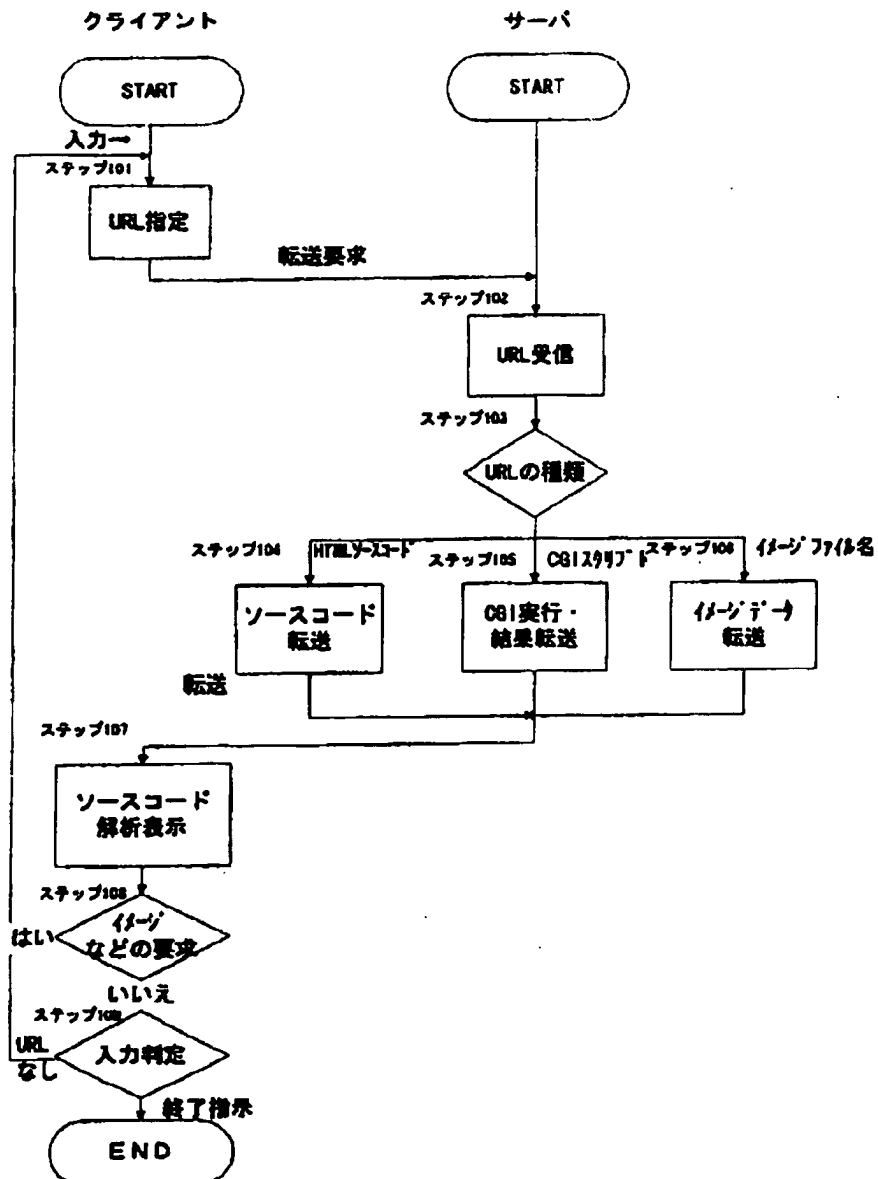 クライアント
サーバ
START
START
入力→
ステップ101
URL指定
転送要求
ステップ102
URL受信
ステップ103
URLの種類
ステップ104
HTMLソースコード
ステップ105
CGIスクリプト
ステップ106
イメージファイル名
ソースコード
転送
CGI実行・
結果転送
イメージデータ
転送
転送
ステップ107
ソースコード
解析表示
ステップ108
イメージ
などの要求
はい
いいえ
ステップ109
URL
なし
入力判定
終了指示
END